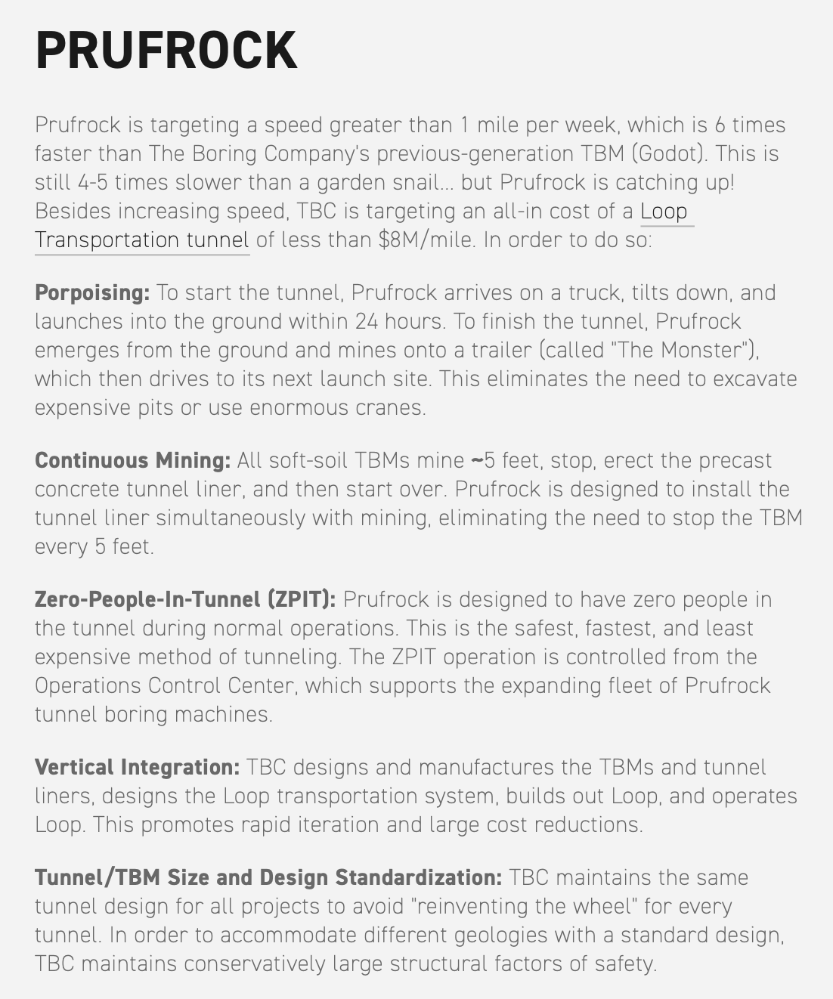 PRUFROCK
Prufrock is targeting a speed greater than 1 mile per week, which is 6 times
faster than The Boring Company's previous-generation TBM (Godot). This is
still 4-5 times slower than a garden snail... but Prufrock is catching up!
Besides increasing speed, TBC is targeting an all-in cost of a Loop
Transportation tunnel of less than $8M/mile. In order to do so:
Porpoising: To start the tunnel, Prufrock arrives on a truck, tilts down, and
launches into the ground within 24 hours. To finish the tunnel, Prufrock
emerges from the ground and mines onto a trailer (called "The Monster"),
which then drives to its next launch site. This eliminates the need to excavate
expensive pits or use enormous cranes.
Continuous Mining: All soft-soil TBMs mine ~5 feet, stop, erect the precast
concrete tunnel liner, and then start over. Prufrock is designed to install the
tunnel liner simultaneously with mining, eliminating the need to stop the TBM
every 5 feet.
Zero-People-In-Tunnel (ZPIT): Prufrock is designed to have zero people in
the tunnel during normal operations. This is the safest, fastest, and least
expensive method of tunneling. The ZPIT operation is controlled from the
Operations Control Center, which supports the expanding fleet of Prufrock
tunnel boring machines.
Vertical Integration: TBC designs and manufactures the TBMs and tunnel
liners, designs the Loop transportation system, builds out Loop, and operates
Loop. This promotes rapid iteration and large cost reductions.
Tunnel/TBM Size and Design Standardization: TBC maintains the same
tunnel design for all projects to avoid "reinventing the wheel" for every
tunnel. In order to accommodate different geologies with a standard design,
TBC maintains conservatively large structural factors of safety.